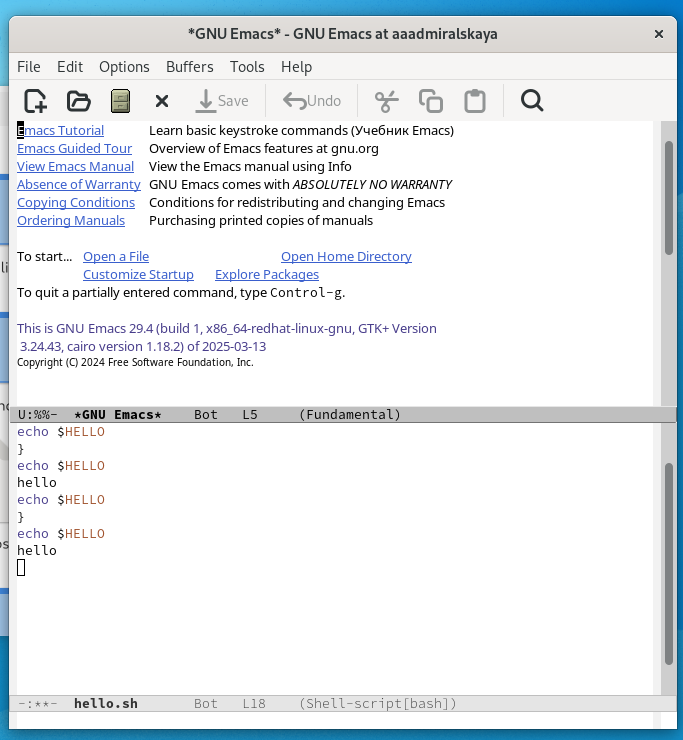 *GNU Emacs* - GNU Emacs at aaadmiralskaya
File Edit Options Buffers Tools Help
Save Undo
Emacs Tutorial Learn basic keystroke commands (Учебник Emacs)
Emacs Guided Tour Overview of Emacs features at gnu.org
View Emacs Manual View the Emacs manual using Info
Absence of Warranty GNU Emacs comes with ABSOLUTELY NO WARRANTY
Copying Conditions Conditions for redistributing and changing Emacs
Ordering Manuals Purchasing printed copies of manuals
To start... Open a File Open Home Directory
Customize Startup Explore Packages
To quit a partially entered command, type Control-g.
This is GNU Emacs 29.4 (build 1, x86_64-redhat-linux-gnu, GTK+ Version
3.24.43, cairo version 1.18.2) of 2025-03-13
Copyright (C) 2024 Free Software Foundation, Inc.
U:%%- *GNU Emacs* Bot L5 (Fundamental)
echo $HELLO
}
echo $HELLO
hello
echo $HELLO
}
echo $HELLO
hello
-:**- hello.sh Bot L18 (Shell-script[bash])